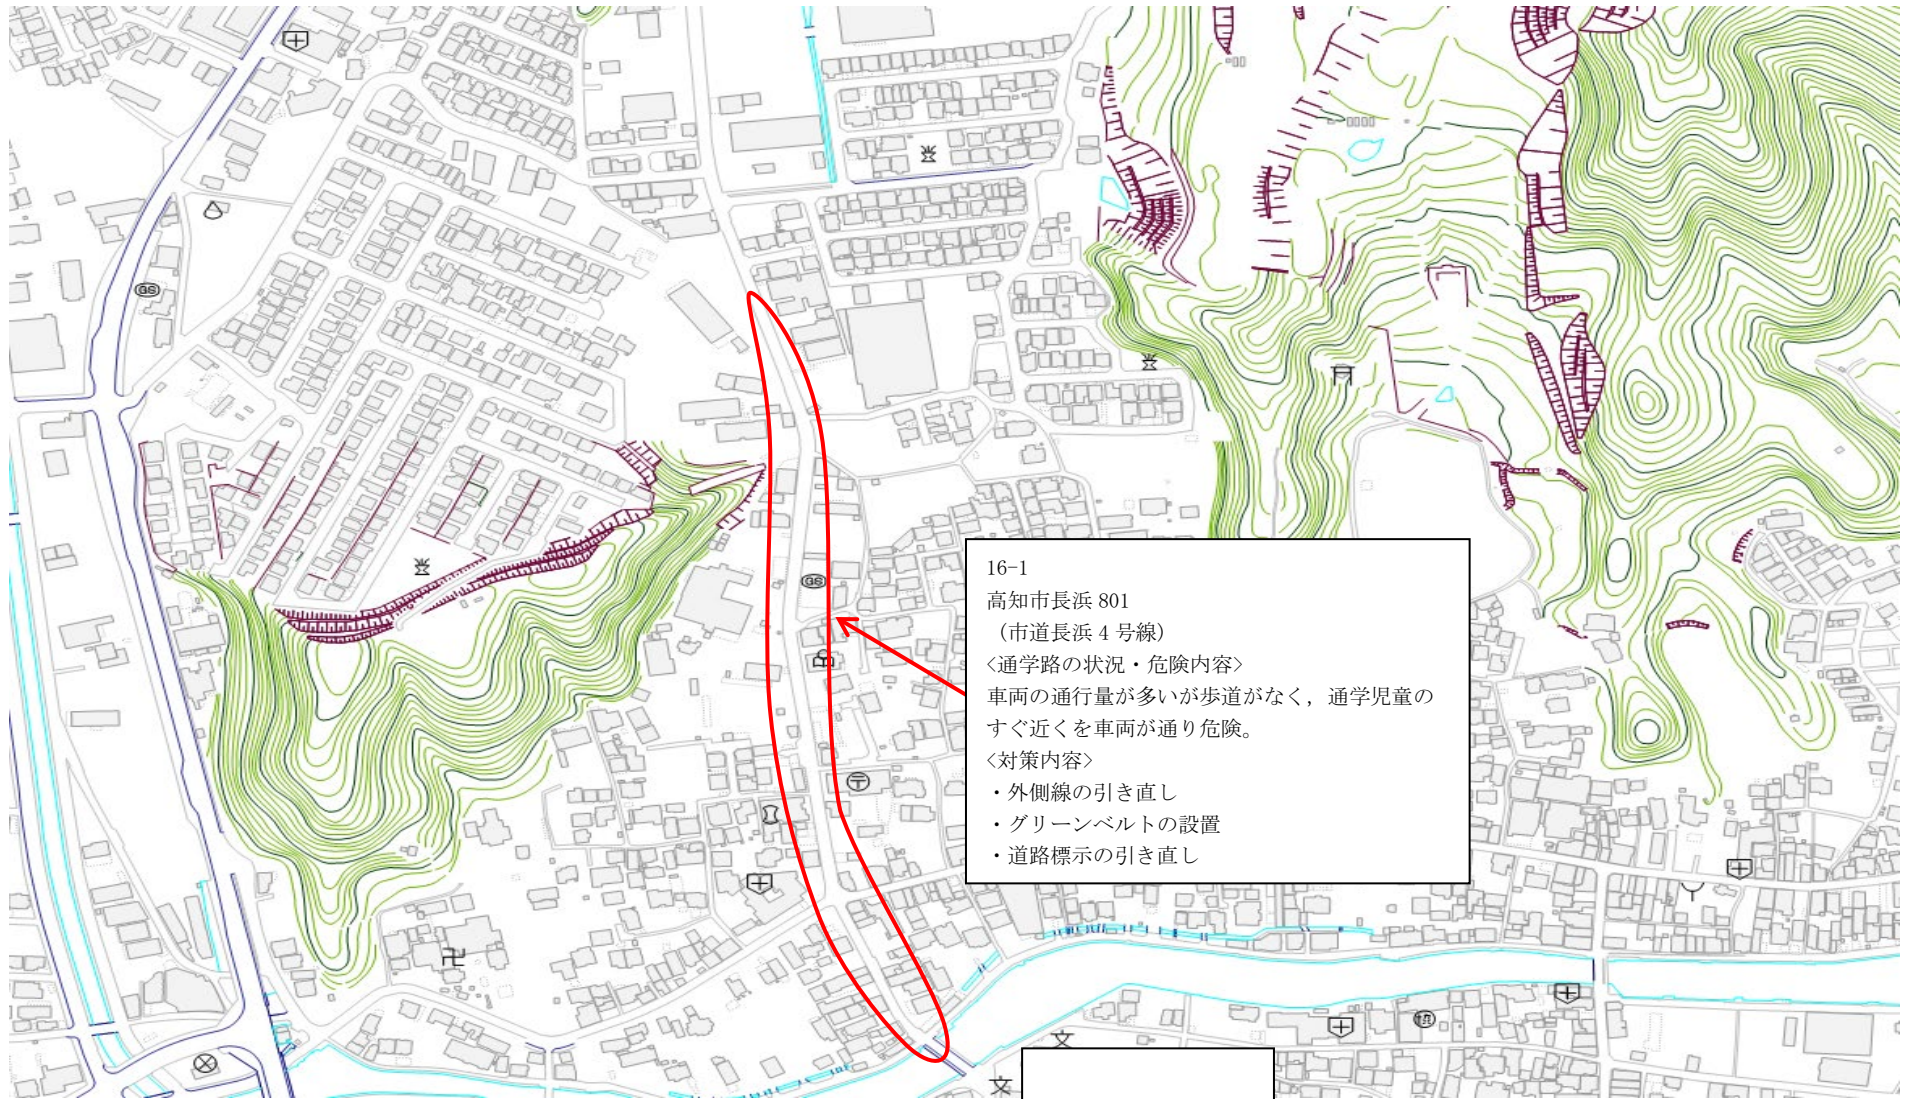 GS
GS
16-1
高知市長浜 801
（市道長浜 4 号線）
<通学路の状況・危険内容>
車両の通行量が多いが歩道がなく，通学児童の
すぐ近くを車両が通り危険。
<対策内容>
・外側線の引き直し
・グリーンベルトの設置
・道路標示の引き直し
文
文